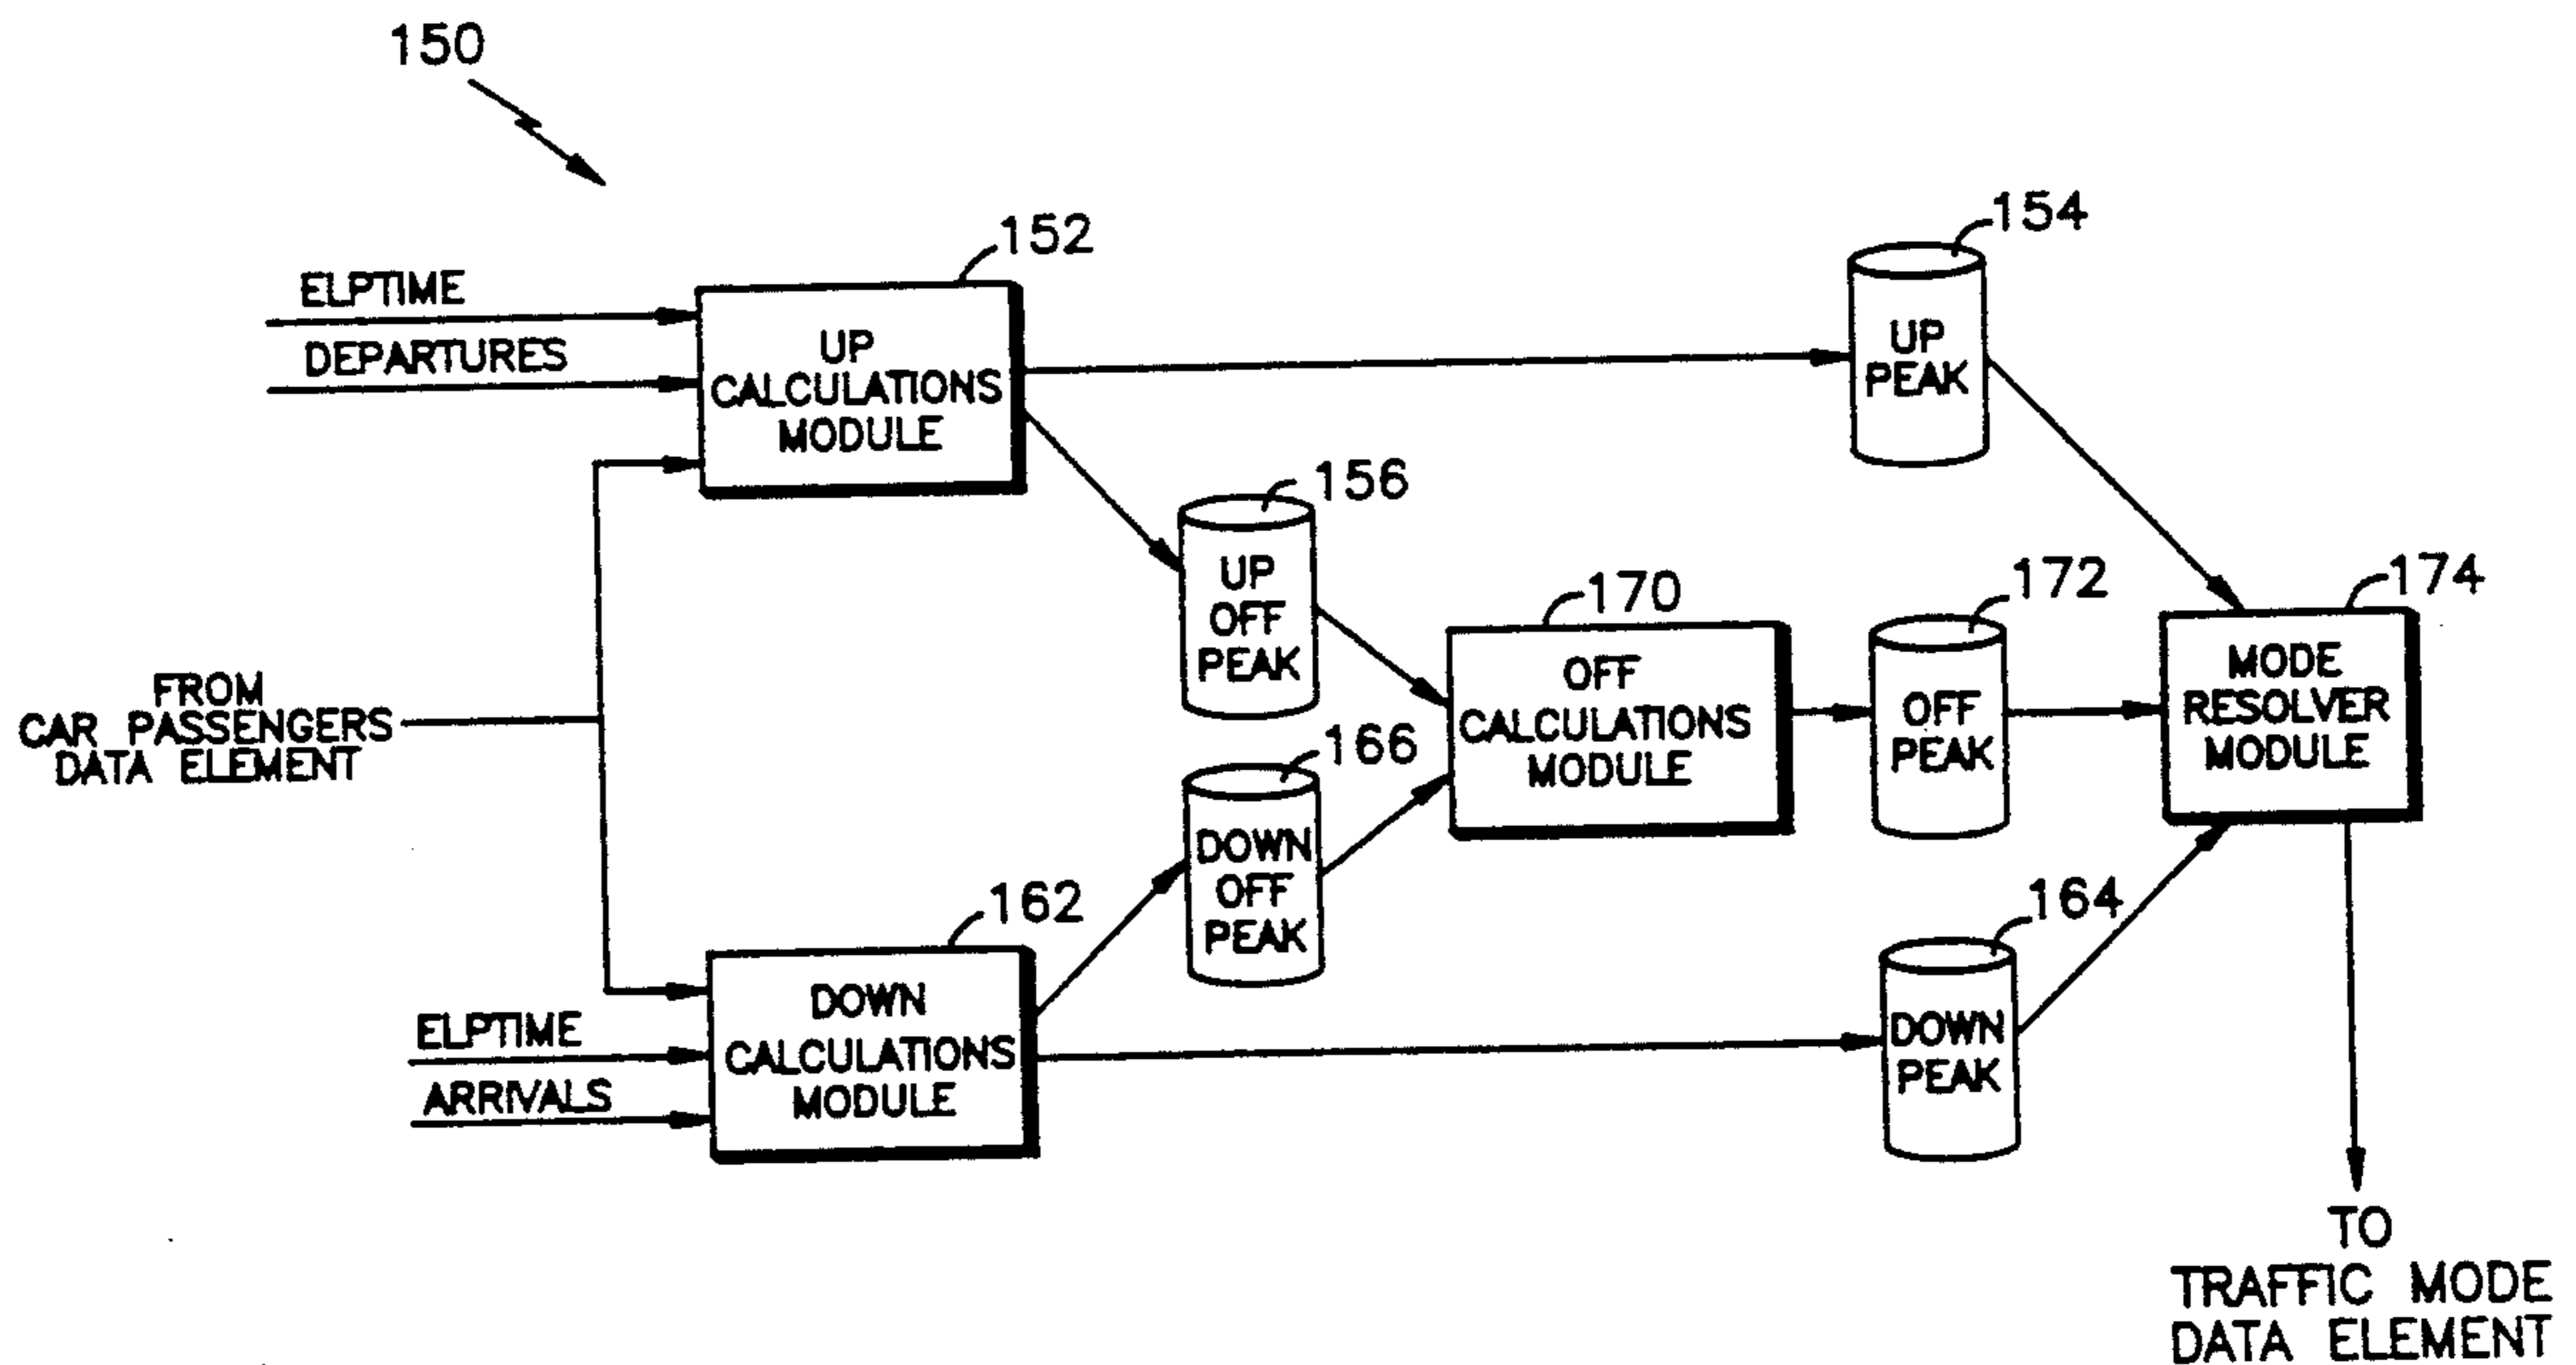 150
152
154
ELPTIME
DEPARTURES
UP
CALCULATIONS
MODULE
UP
PEAK
156
UP
OFF
PEAK
170
172
174
OFF
CALCULATIONS
MODULE
OFF
PEAK
MODE
RESOLVER
MODULE
FROM
CAR PASSENGERS
DATA ELEMENT
166
DOWN
OFF
PEAK
162
164
DOWN
CALCULATIONS
MODULE
DOWN
PEAK
ELPTIME
ARRIVALS
TO
TRAFFIC MODE
DATA ELEMENT